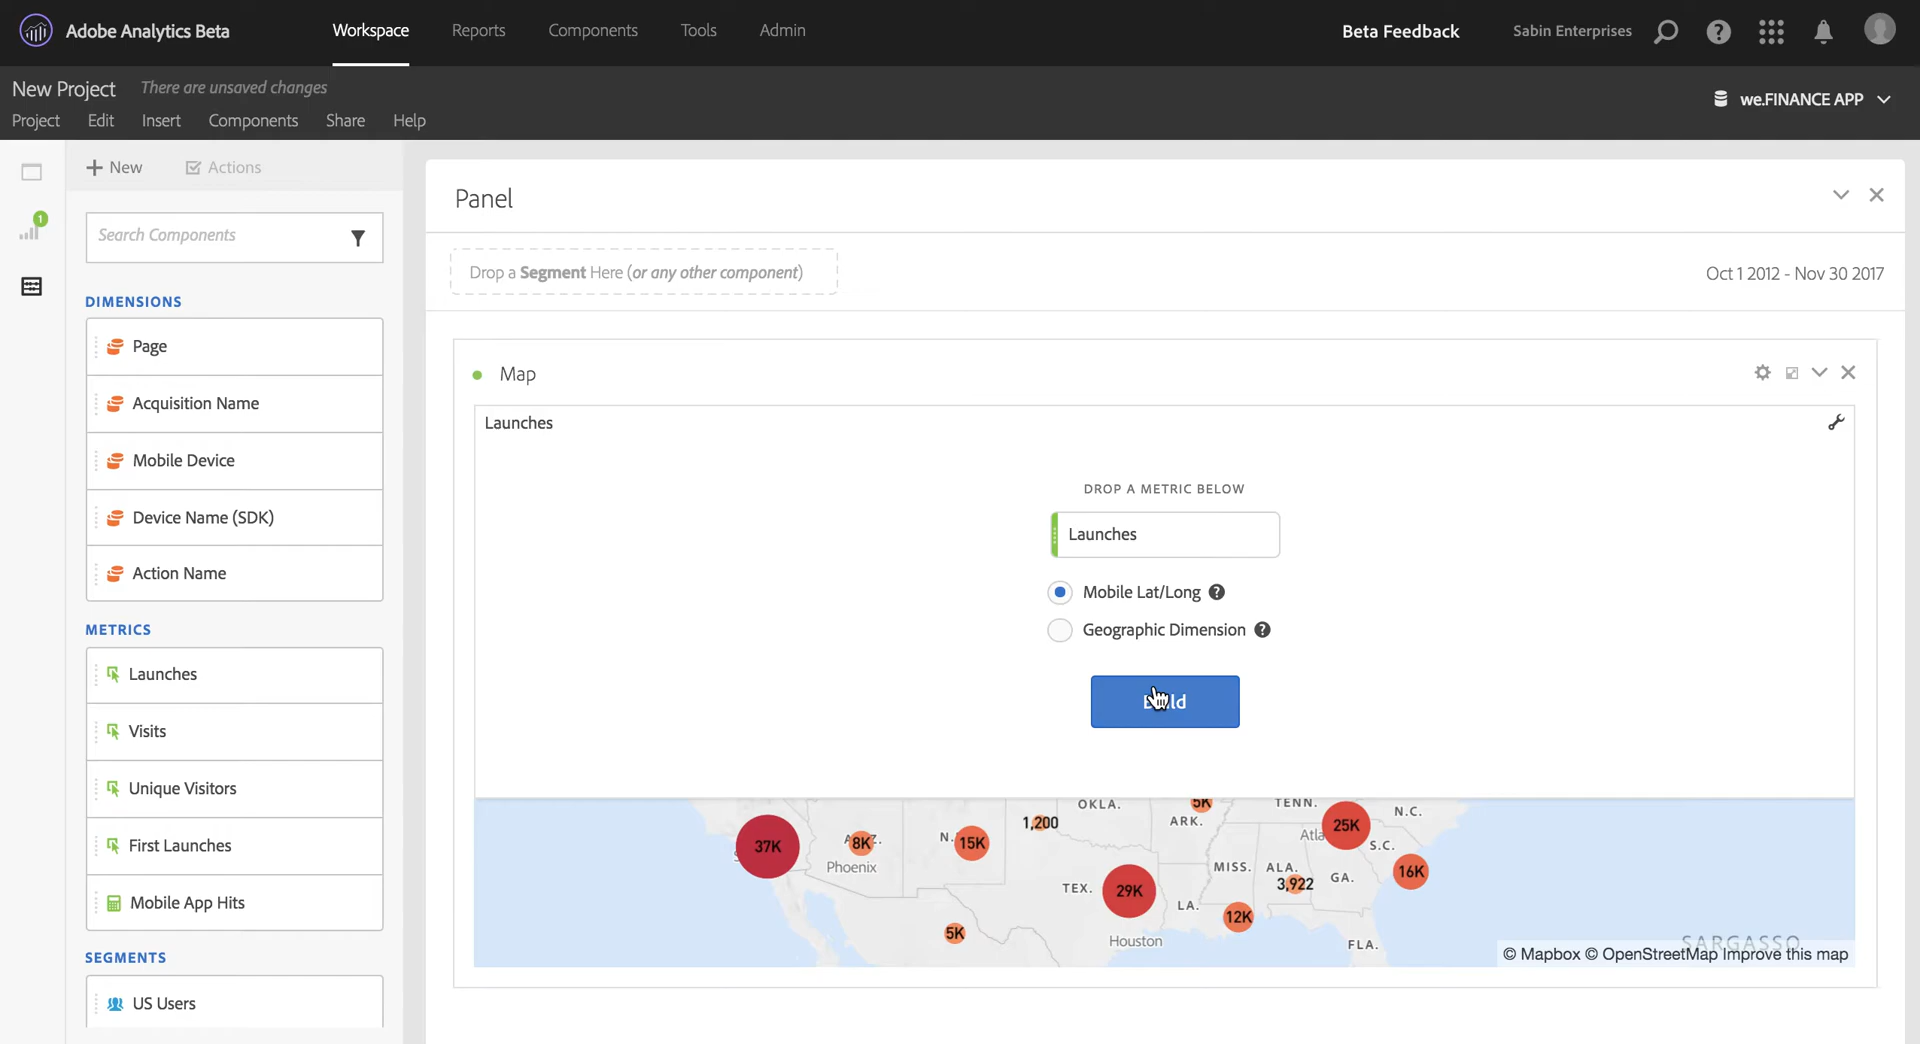 Adobe Analytics Beta
Workspace
Reports
Components
Tools
Admin
Beta Feedback
Sabin Enterprises
New Project
There are unsaved changes
we.FINANCE APP
Project
Edit
Insert
Components
Share
Help
New
Actions
1
Search Components
DIMENSIONS
Page
Acquisition Name
Mobile Device
Device Name (SDK)
Action Name
METRICS
Launches
Visits
Unique Visitors
First Launches
Mobile App Hits
SEGMENTS
US Users
Panel
Drop a Segment Here (or any other component)
Oct 1 2012 - Nov 30 2017
Map
Launches
DROP A METRIC BELOW
Launches
Mobile Lat/Long
Geographic Dimension
OKLA.
5K
TENN.
N.C.
1,200
ARK.
25K
37K
8K
15K
S.C.
Phoenix
MISS.
ALA.
GA.
16K
TEX.
29K
3,922
LA.
12K
5K
Houston
FLA.
SARGASSO
© Mapbox © OpenStreetMap Improve this map